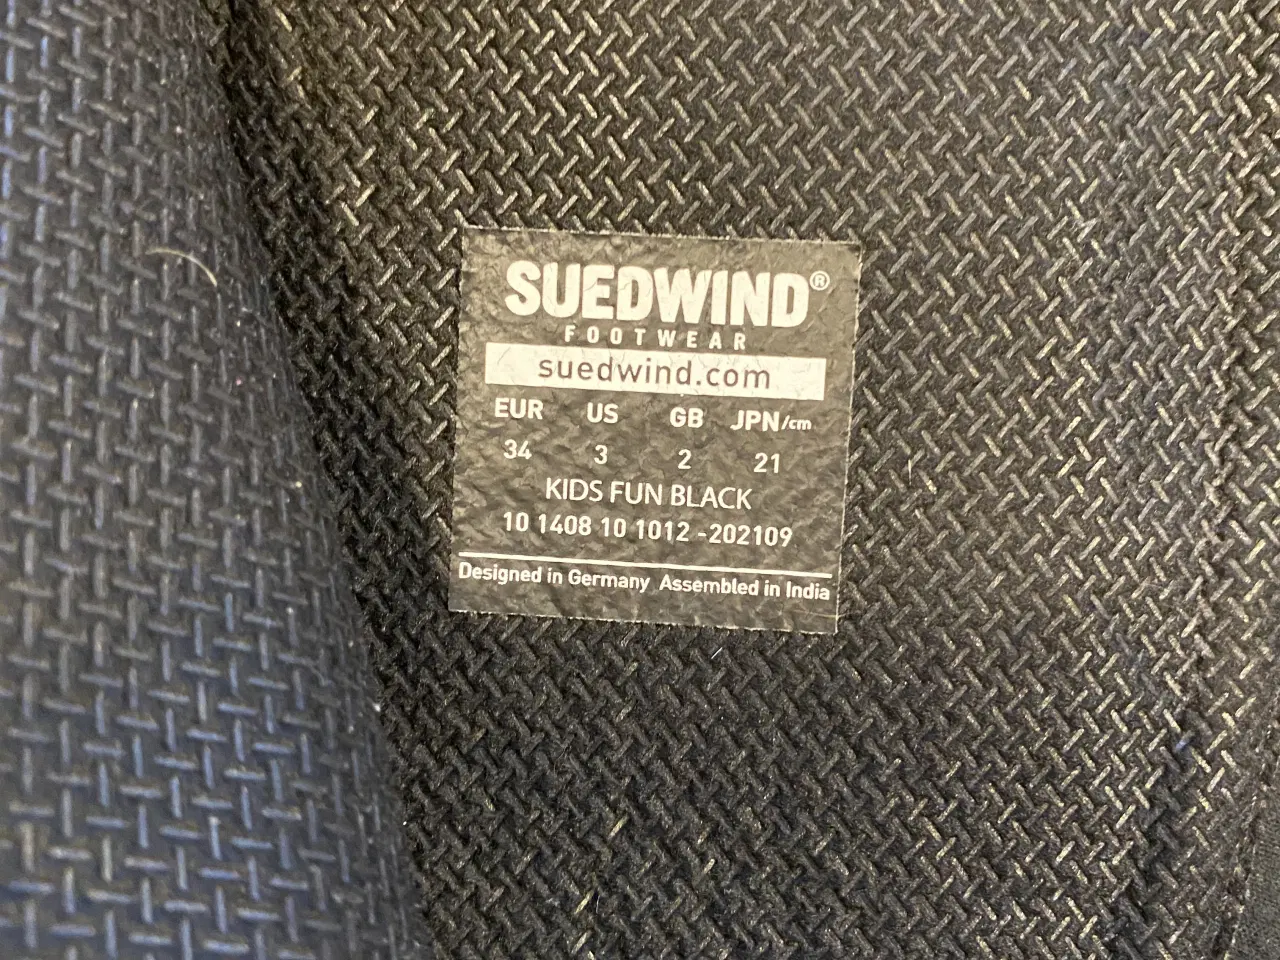 SUEDWIND®
FOOTWEAR
suedwind.com
EUR US GB JPN/cm
34 3 2 21
KIDS FUN BLACK
10 1408 10 1012 -202109
Designed in Germany Assembled in India